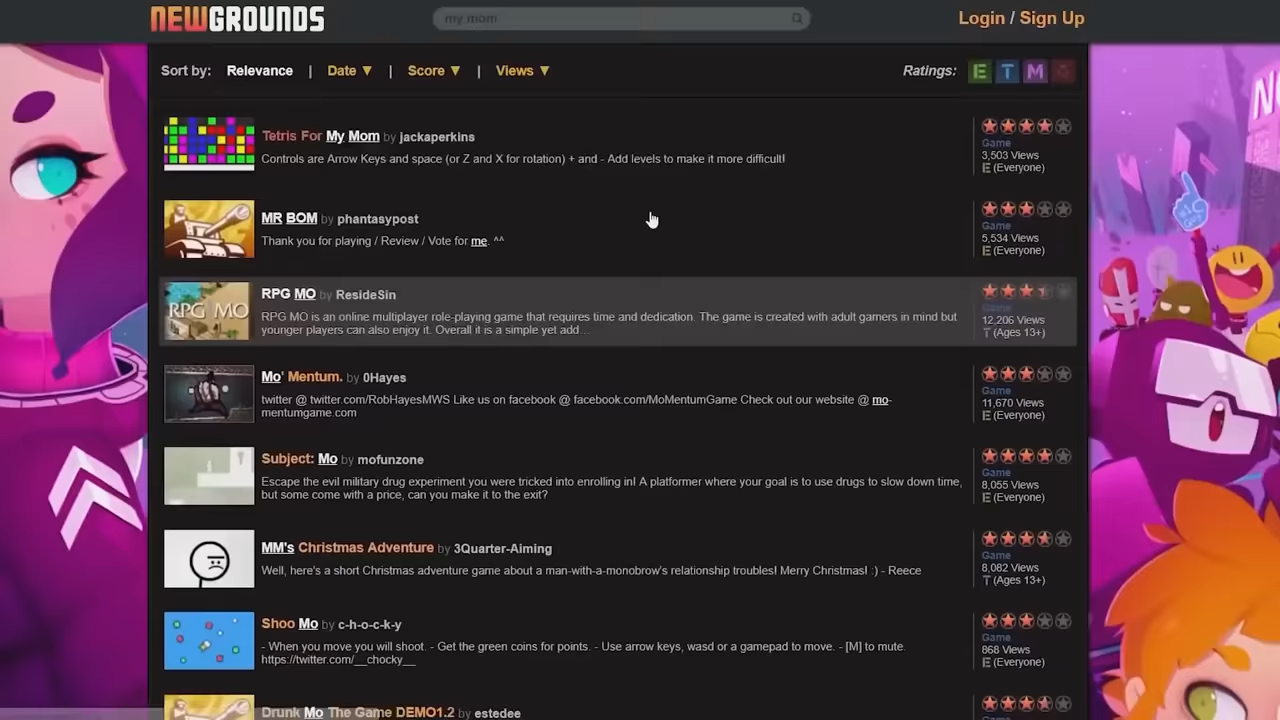 NEWGROUNDS
my mom
Login / Sign Up
Sort by: Relevance | Date ▼ | Score ▼ | Views ▼
Ratings: E T M
Tetris For My Mom by jackaperkins
Controls are Arrow Keys and space (or Z and X for rotation) + and - Add levels to make it more difficult!
Game
3,503 Views
E (Everyone)
MR BOM by phantasypost
Thank you for playing / Review / Vote for me. ^^
Game
5,534 Views
E (Everyone)
RPG MO
RPG MO by ResideSin
RPG MO is an online multiplayer role-playing game that requires time and dedication. The game is created with adult gamers in mind but
younger players can also enjoy it. Overall it is a simple yet add...
Game
12,206 Views
T (Ages 13+)
Mo' Mentum. by 0Hayes
twitter @ twitter.com/RobHayesMWS Like us on facebook @ facebook.com/MoMentumGame Check out our website @ mo-
mentumgame.com
Game
11,670 Views
E (Everyone)
Subject: Mo by mofunzone
Escape the evil military drug experiment you were tricked into enrolling in! A platformer where your goal is to use drugs to slow down time,
but some come with a price, can you make it to the exit?
Game
8,055 Views
E (Everyone)
MM's Christmas Adventure by 3Quarter-Aiming
Well, here's a short Christmas adventure game about a man-with-a-monobrow's relationship troubles! Merry Christmas! :) - Reece
Game
8,082 Views
T (Ages 13+)
Shoo Mo by c-h-o-c-k-y
- When you move you will shoot. - Get the green coins for points. - Use arrow keys, wasd or a gamepad to move. - [M] to mute.
https://twitter.com/__chocky__
Game
868 Views
E (Everyone)
Drunk Mo The Game DEMO1.2 by estedee